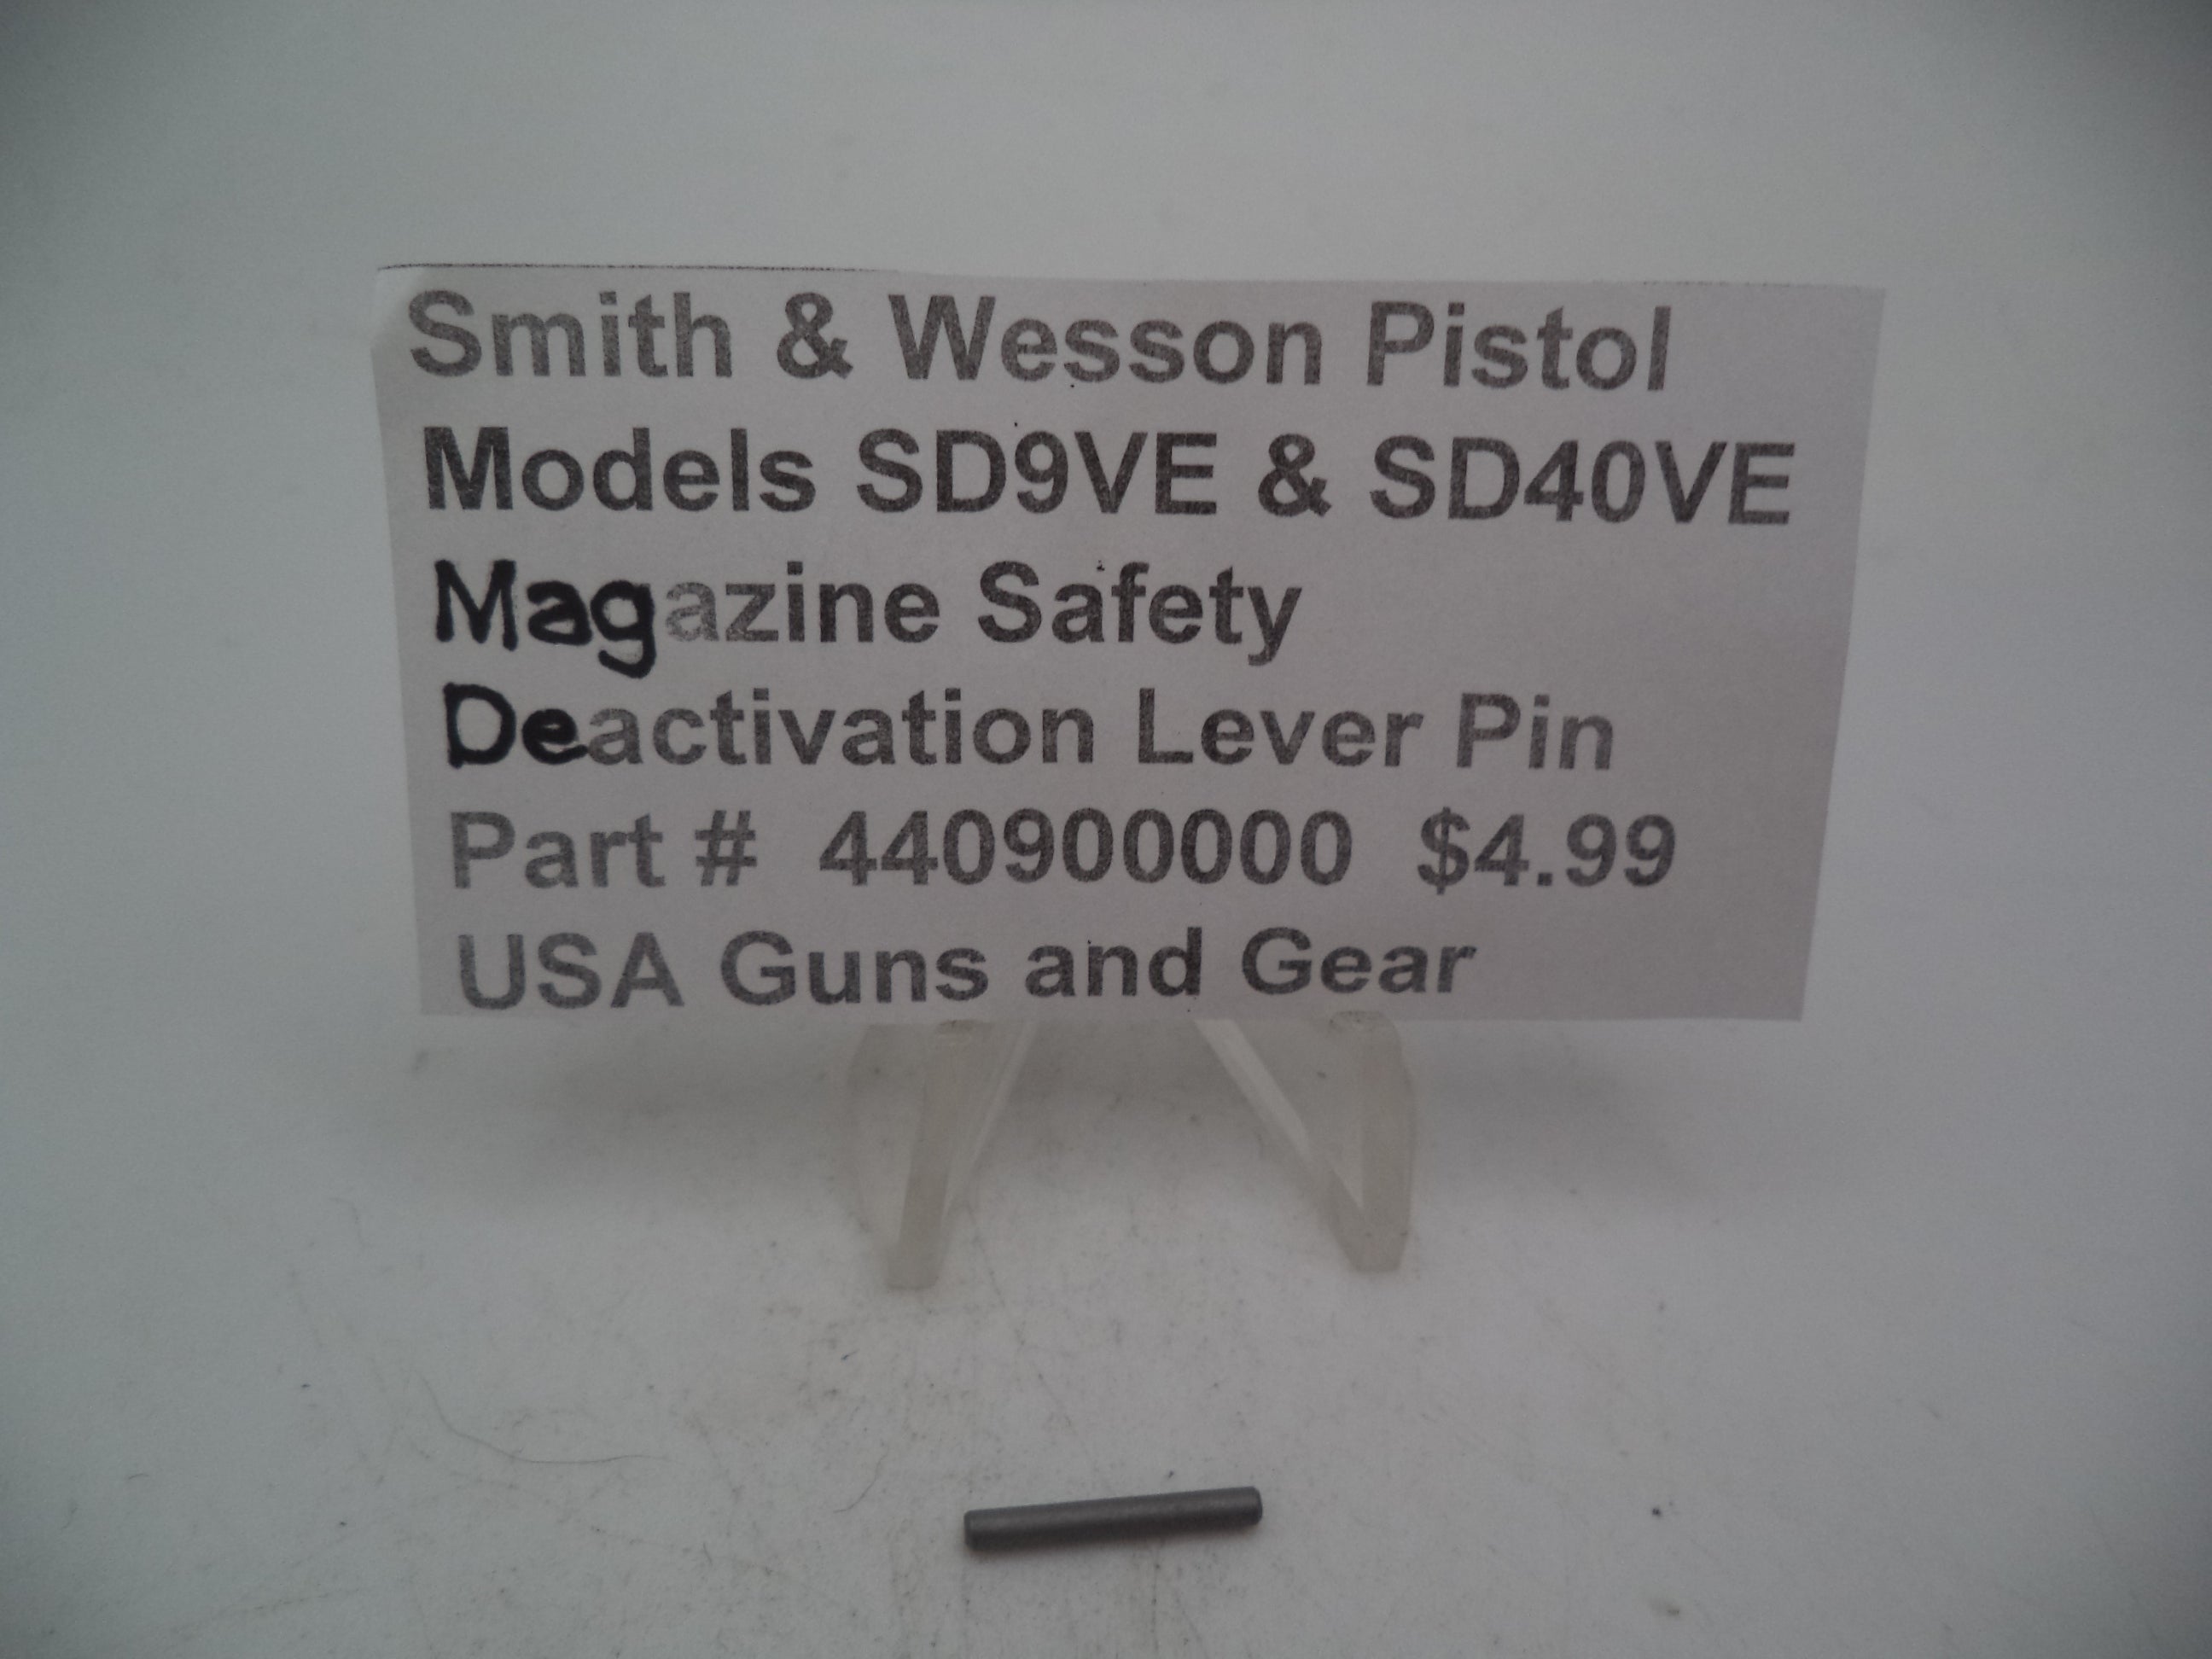 Smith & Wesson Pistol
Models SD9VE & SD40VE
Magazine Safety
Deactivation Lever Pin
Part # 440900000 $4.99
USA Guns and Gear